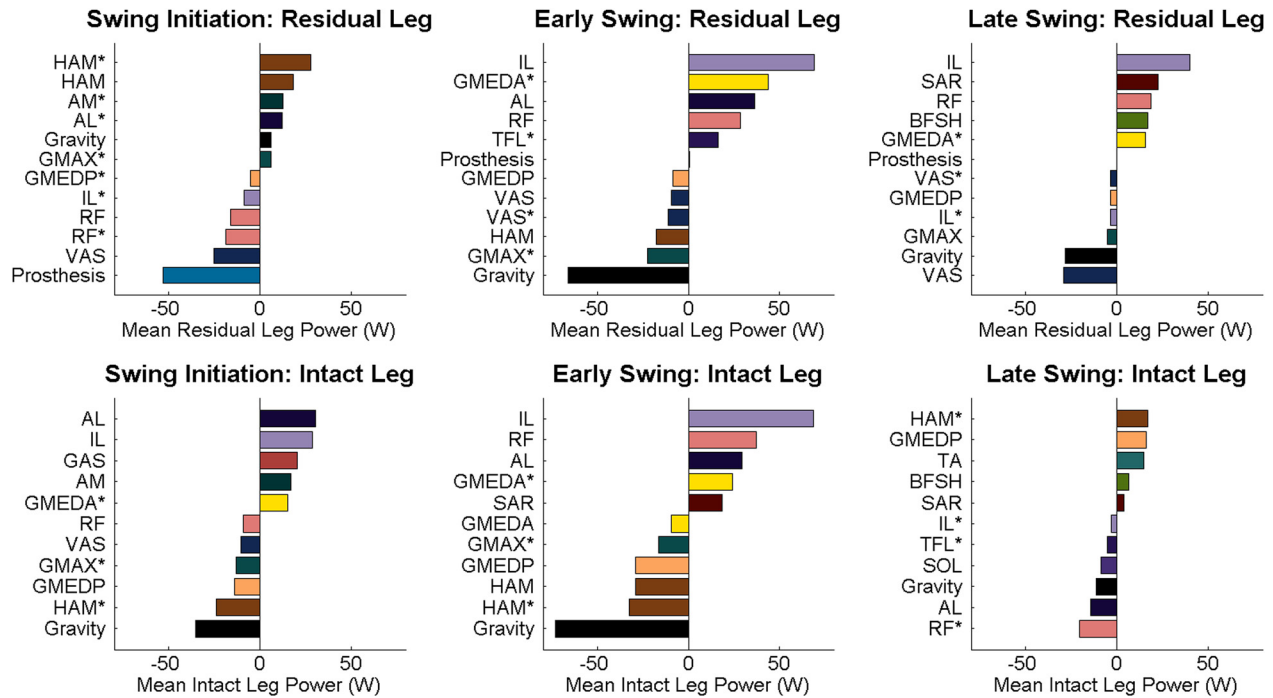 Swing Initiation: Residual Leg
HAM*
HAM
AM*
AL*
Gravity
GMAX*
GMEDP*
IL*
RF
RF*
VAS
Prosthesis
-50 0 50
Mean Residual Leg Power (W)
Early Swing: Residual Leg
IL
GMEDA*
AL
RF
TFL*
Prosthesis
GMEDP
VAS
VAS*
HAM
GMAX*
Gravity
-50 0 50
Mean Residual Leg Power (W)
Late Swing: Residual Leg
IL
SAR
RF
BFSH
GMEDA*
Prosthesis
VAS*
GMEDP
IL*
GMAX
Gravity
VAS
-50 0 50
Mean Residual Leg Power (W)
Swing Initiation: Intact Leg
AL
IL
GAS
AM
GMEDA*
RF
VAS
GMAX*
GMEDP
HAM*
Gravity
-50 0 50
Mean Intact Leg Power (W)
Early Swing: Intact Leg
IL
RF
AL
GMEDA*
SAR
GMEDA
GMAX*
GMEDP
HAM
HAM*
Gravity
-50 0 50
Mean Intact Leg Power (W)
Late Swing: Intact Leg
HAM*
GMEDP
TA
BFSH
SAR
IL*
TFL*
SOL
Gravity
AL
RF*
-50 0 50
Mean Intact Leg Power (W)